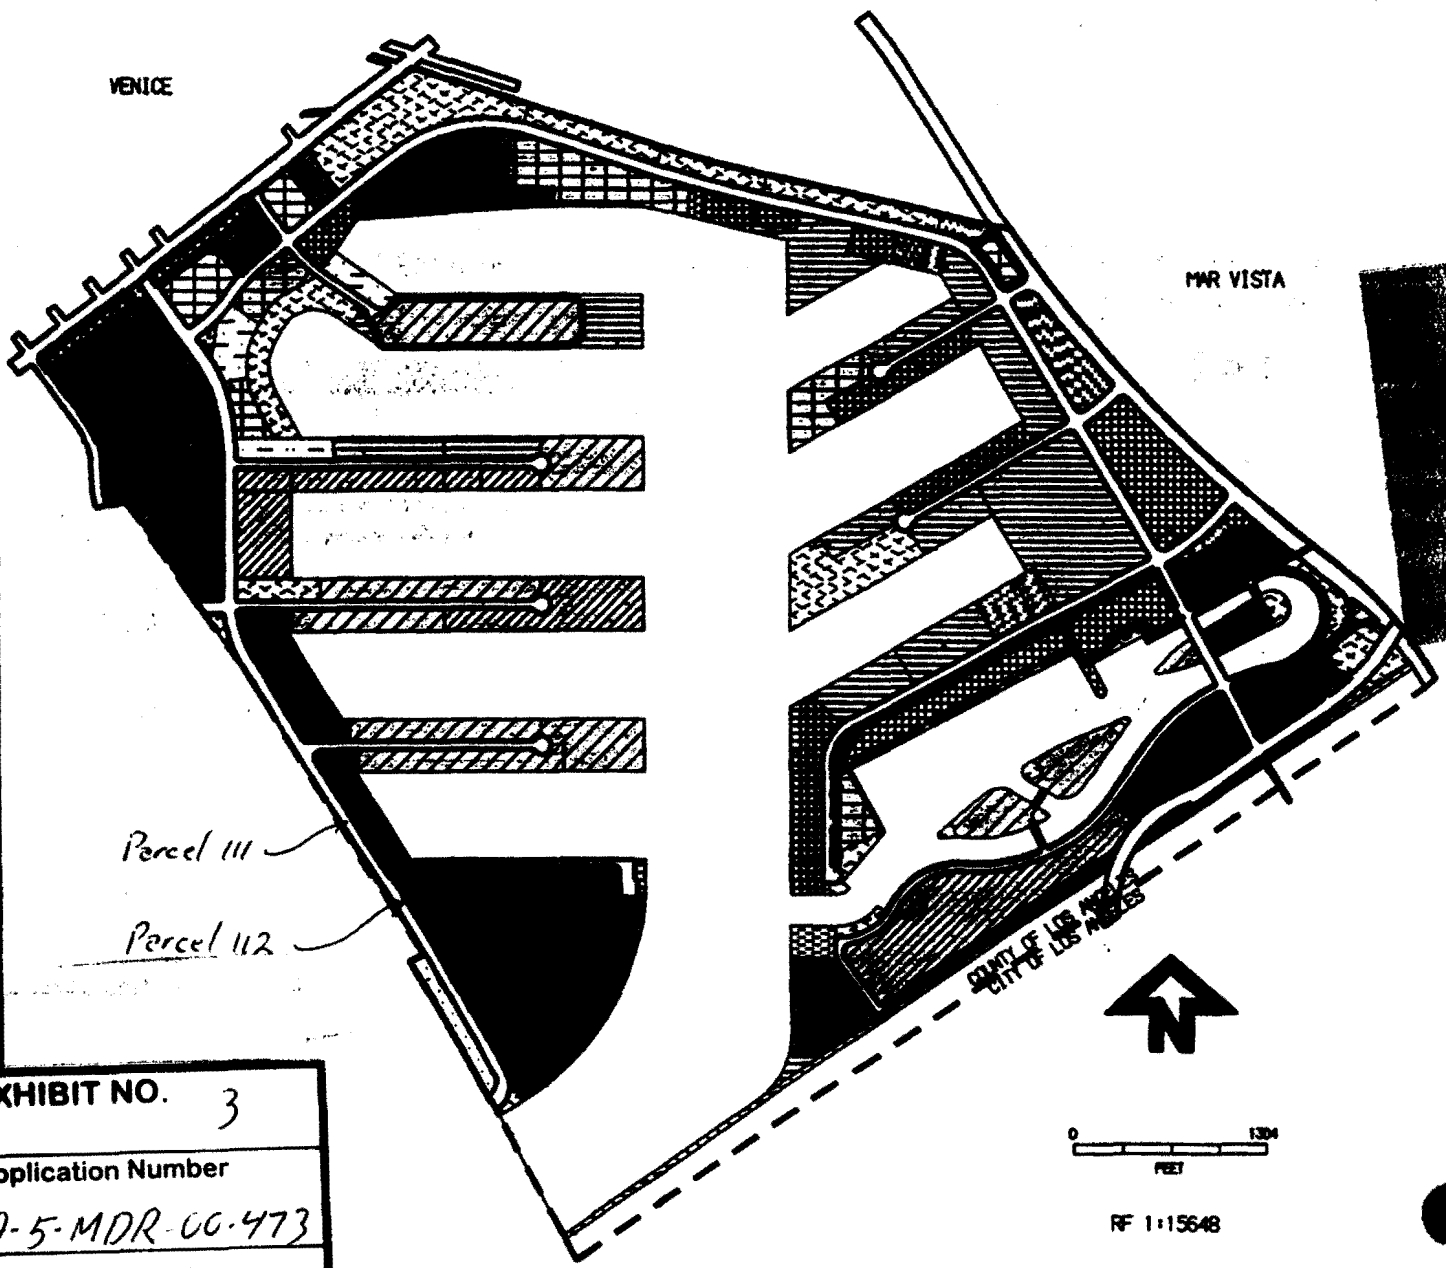 VENICE
MAR VISTA
Parcel 111
Parcel 112
COUNTY OF LOS ANGELES
CITY OF LOS ANGELES
N
0 1304
FEET
RF 1:15648
XHIBIT NO. 3
pplication Number
A-5-MDR-00-473